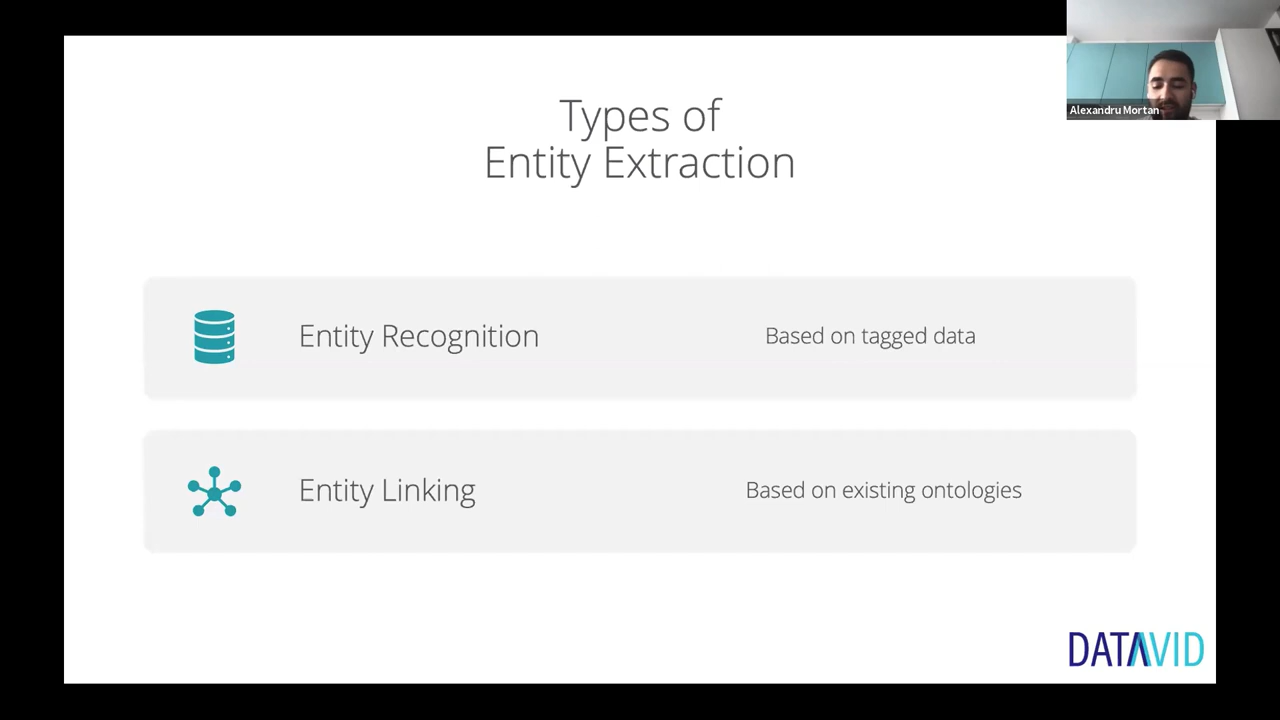 Alexandru Mortan
Types of
Entity Extraction
Entity Recognition
Based on tagged data
Entity Linking
Based on existing ontologies
DATAVID